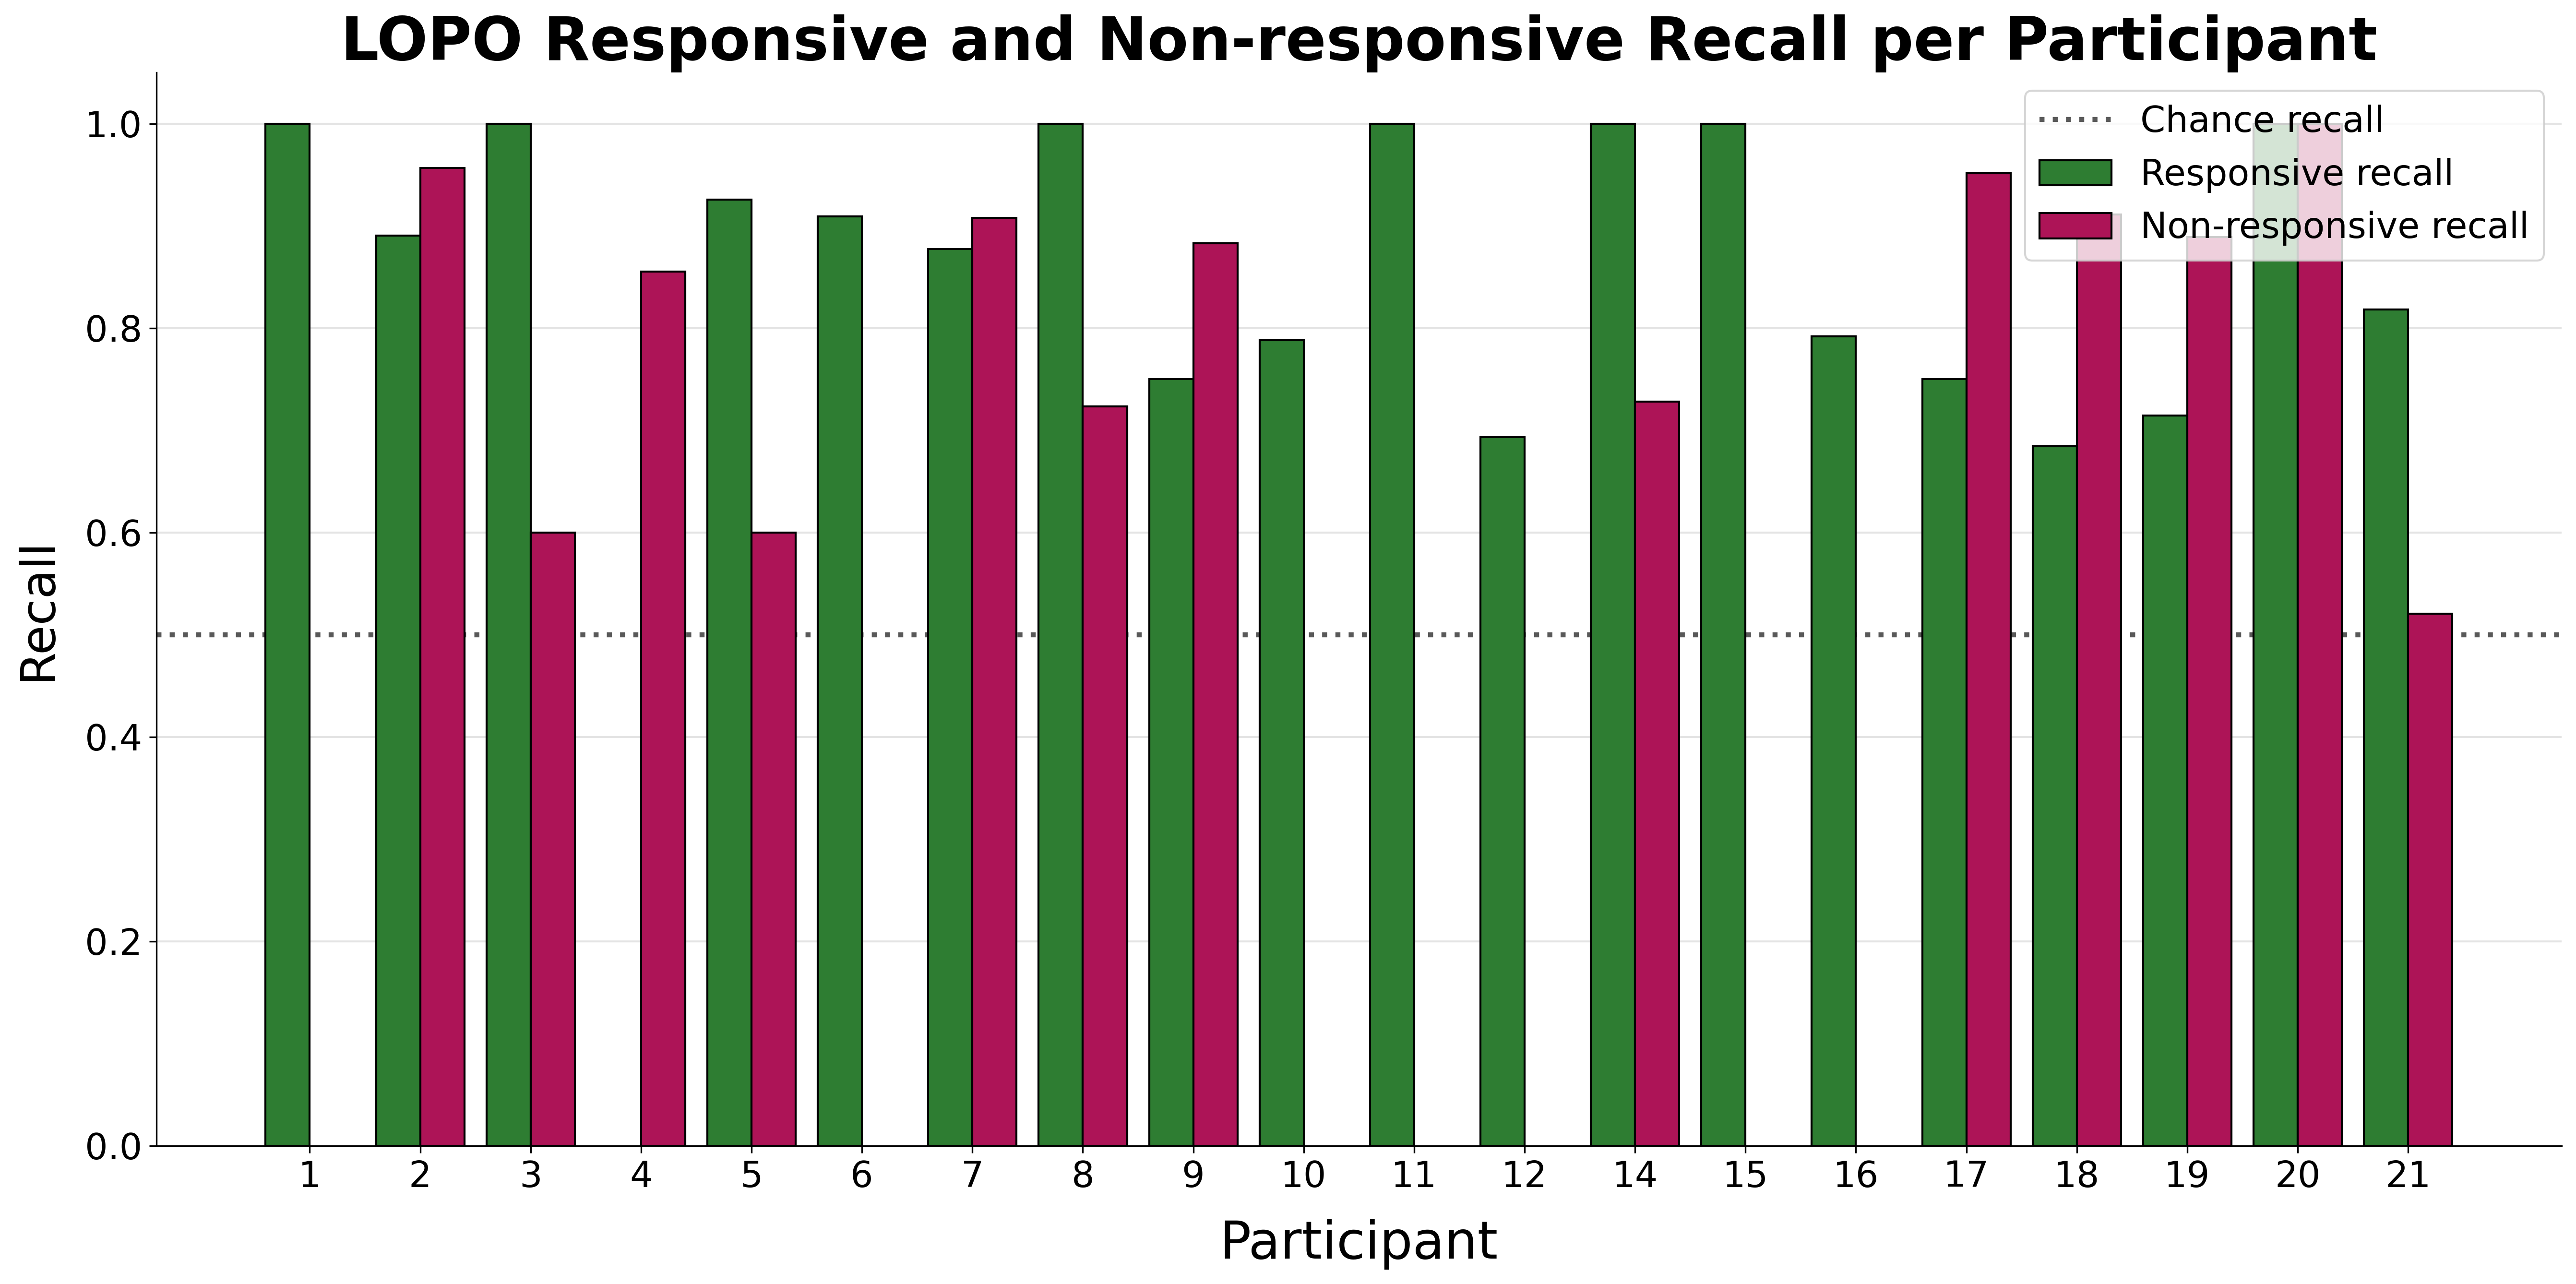 LOPO Responsive and Non-responsive Recall per Participant
Chance recall
Responsive recall
Non-responsive recall
Recall
1.0
0.8
0.6
0.4
0.2
0.0
1 2 3 4 5 6 7 8 9 10 11 12 14 15 16 17 18 19 20 21
Participant